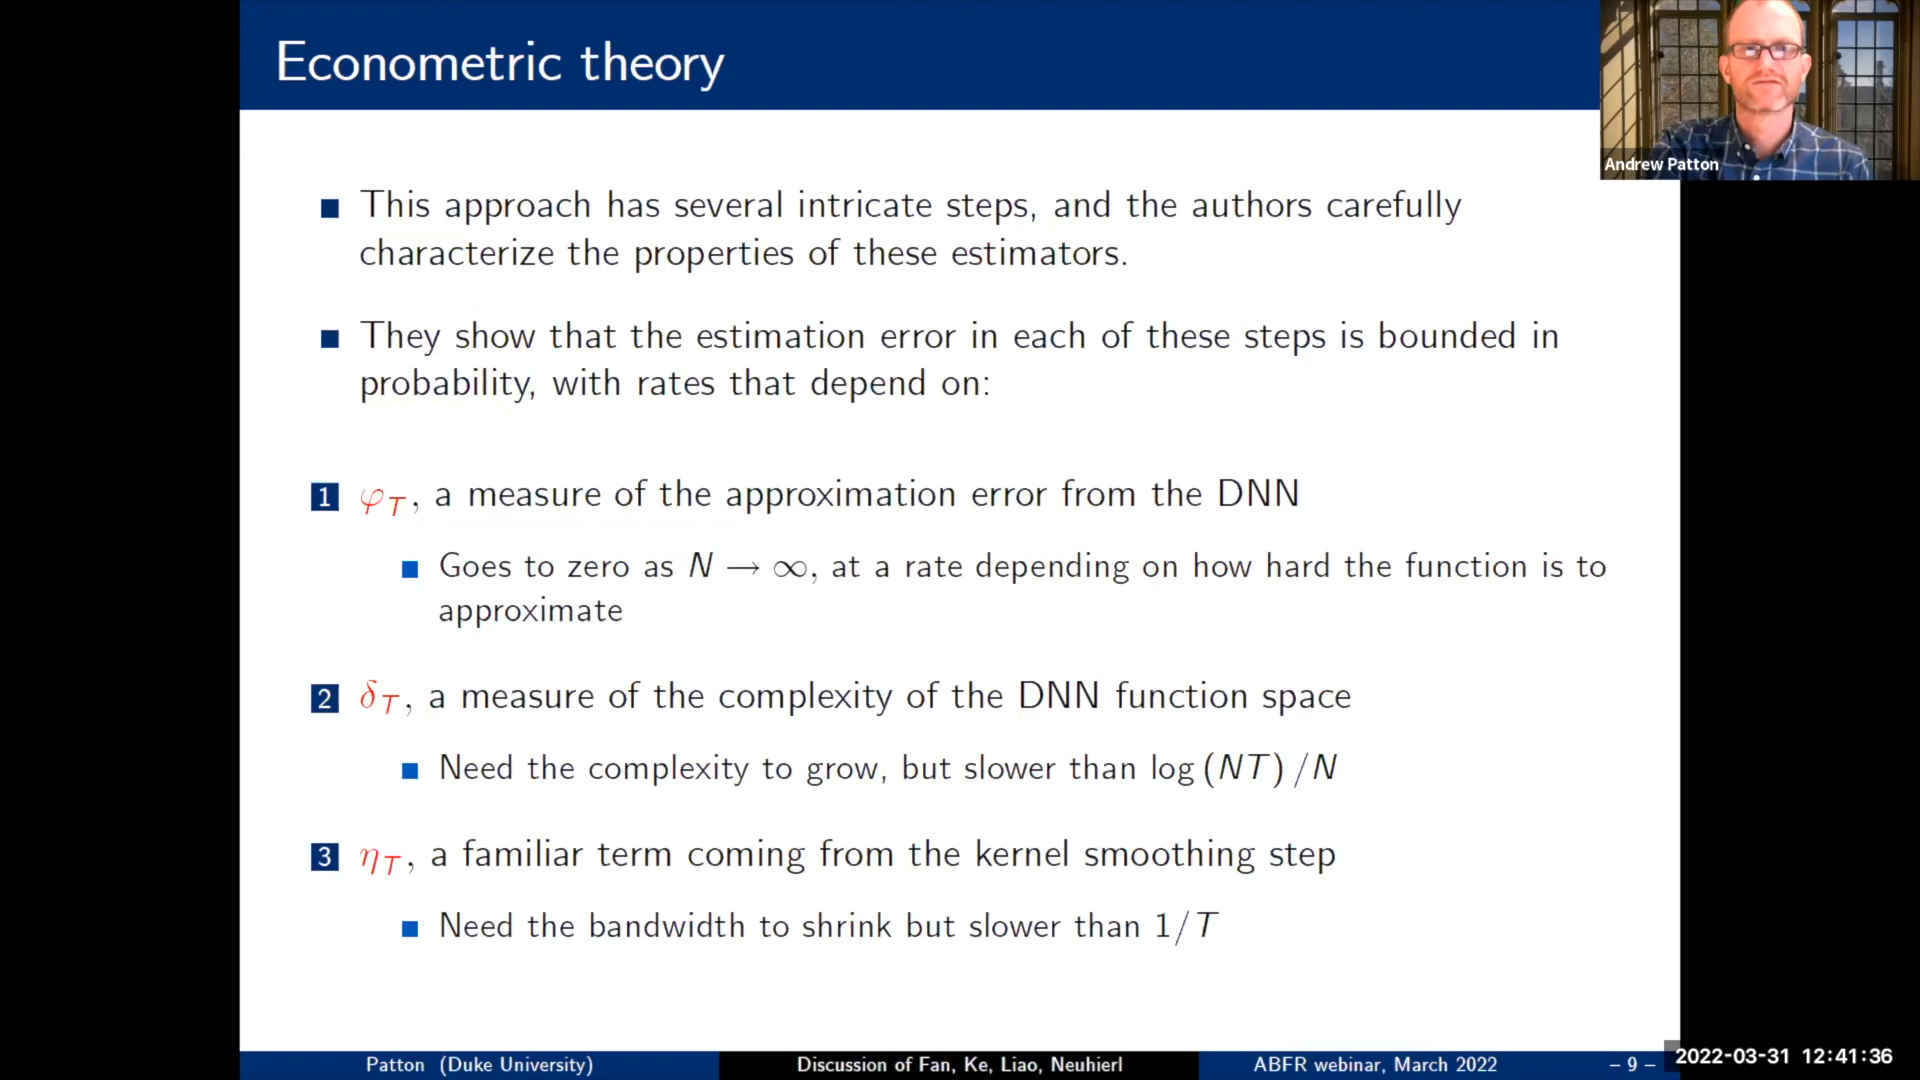 Econometric theory
Andrew Patton
This approach has several intricate steps, and the authors carefully
characterize the properties of these estimators.
They show that the estimation error in each of these steps is bounded in
probability, with rates that depend on:
1 φT, a measure of the approximation error from the DNN
Goes to zero as N → ∞, at a rate depending on how hard the function is to
approximate
2 δT, a measure of the complexity of the DNN function space
Need the complexity to grow, but slower than log (NT) /N
3 ηT, a familiar term coming from the kernel smoothing step
Need the bandwidth to shrink but slower than 1/T
Patton (Duke University) Discussion of Fan, Ke, Liao, Neuhierl ABFR webinar, March 2022 – 9 –
2022-03-31 12:41:36